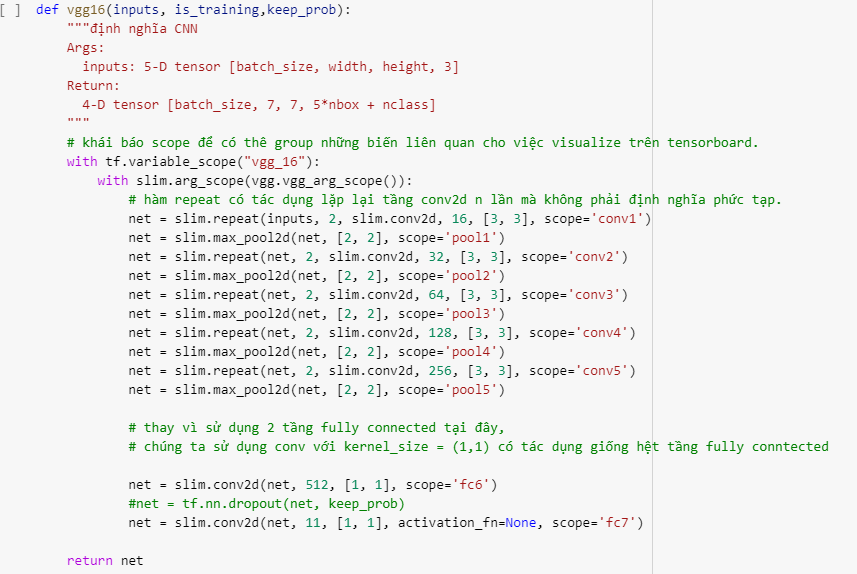 [ ] def vgg16(inputs, is_training,keep_prob):
"""định nghĩa CNN
Args:
inputs: 5-D tensor [batch_size, width, height, 3]
Return:
4-D tensor [batch_size, 7, 7, 5*nbox + nclass]
"""
# khái báo scope để có thê group những biến liên quan cho việc visualize trên tensorboard.
with tf.variable_scope("vgg_16"):
with slim.arg_scope(vgg.vgg_arg_scope()):
# hàm repeat có tác dụng lặp lại tầng conv2d n lần mà không phải định nghĩa phức tạp.
net = slim.repeat(inputs, 2, slim.conv2d, 16, [3, 3], scope='conv1')
net = slim.max_pool2d(net, [2, 2], scope='pool1')
net = slim.repeat(net, 2, slim.conv2d, 32, [3, 3], scope='conv2')
net = slim.max_pool2d(net, [2, 2], scope='pool2')
net = slim.repeat(net, 2, slim.conv2d, 64, [3, 3], scope='conv3')
net = slim.max_pool2d(net, [2, 2], scope='pool3')
net = slim.repeat(net, 2, slim.conv2d, 128, [3, 3], scope='conv4')
net = slim.max_pool2d(net, [2, 2], scope='pool4')
net = slim.repeat(net, 2, slim.conv2d, 256, [3, 3], scope='conv5')
net = slim.max_pool2d(net, [2, 2], scope='pool5')
# thay vì sử dụng 2 tầng fully connected tại đây,
# chúng ta sử dụng conv với kernel_size = (1,1) có tác dụng giống hệt tầng fully conntected
net = slim.conv2d(net, 512, [1, 1], scope='fc6')
#net = tf.nn.dropout(net, keep_prob)
net = slim.conv2d(net, 11, [1, 1], activation_fn=None, scope='fc7')
return net